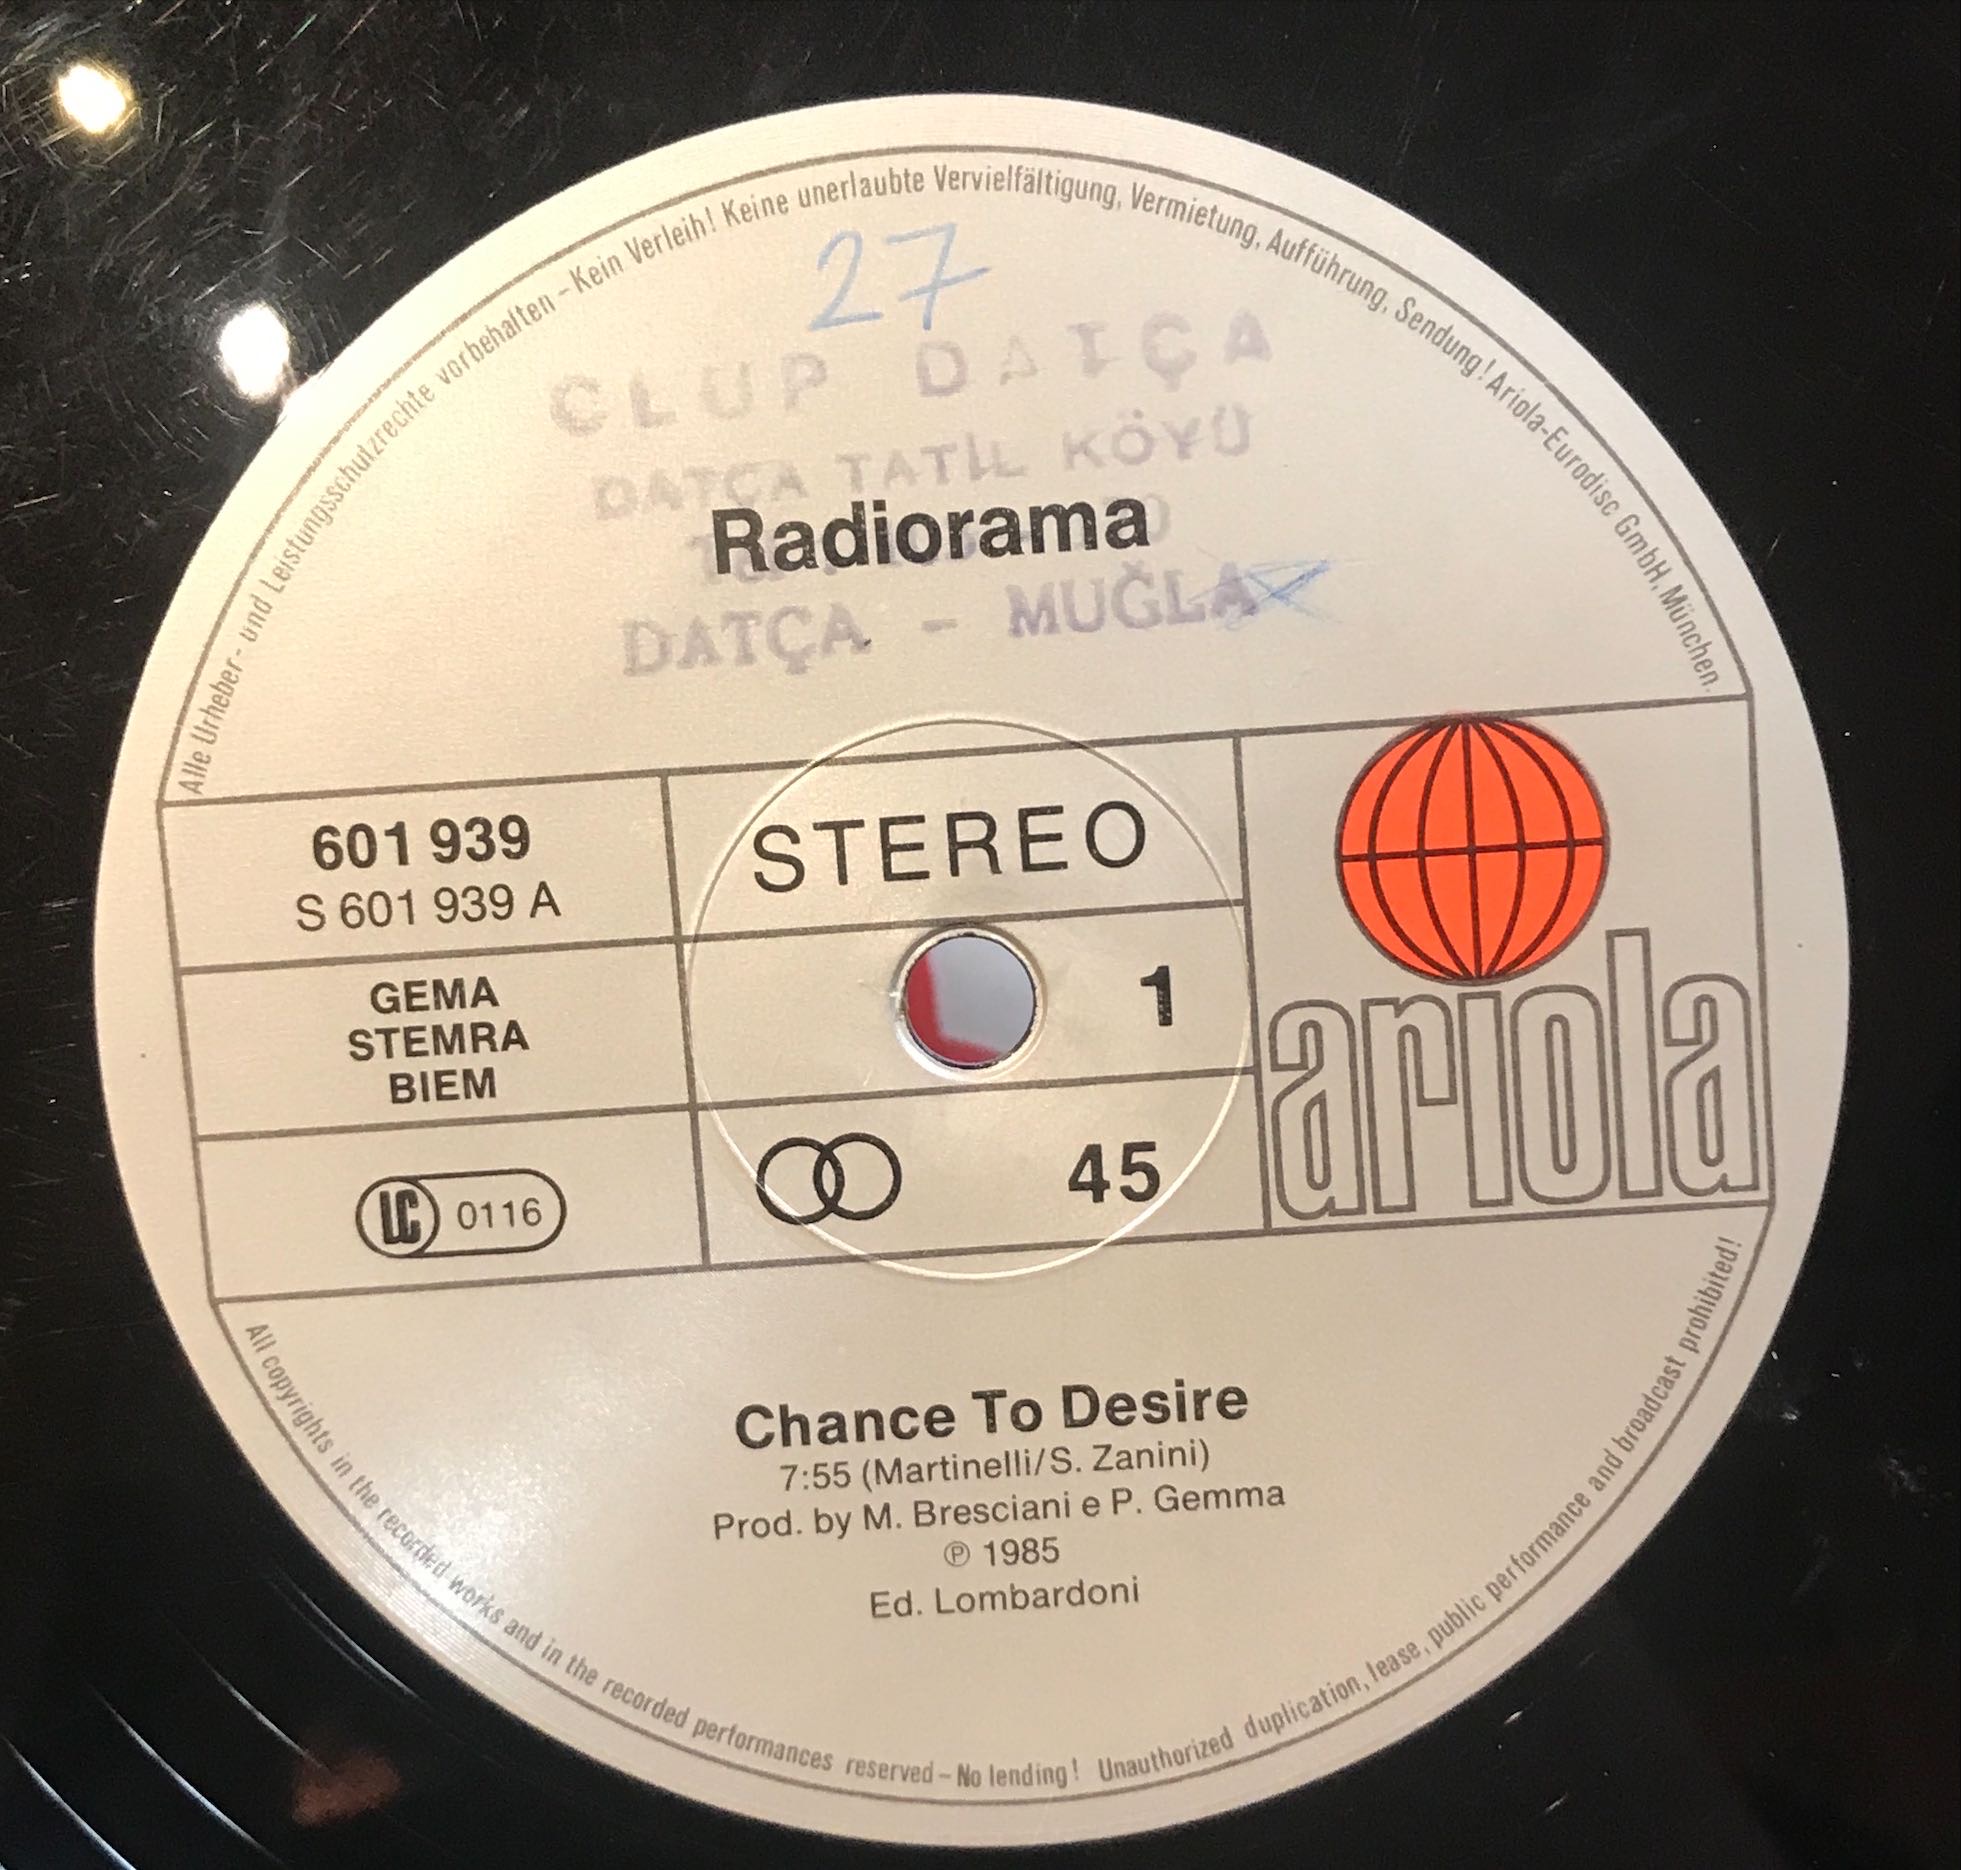 Alle Urheber- und Leistungsschutzrechte vorbehalten – Kein Verleih! Keine unerlaubte Vervielfältigung, Vermietung, Aufführung, Sendung! Ariola-Eurodisc GmbH, München.
27
CLUP DATÇA
DATÇA TATİL KÖYÜ
Radiorama
DATÇA - MUĞLA
601 939
S 601 939 A
STEREO
GEMA
STEMRA
BIEM
1
LC 0116
45
ariola
Chance To Desire
7:55 (Martinelli/S. Zanini)
Prod. by M. Bresciani e P. Gemma
℗ 1985
Ed. Lombardoni
All copyrights in the recorded works and in the recorded performances reserved – No lending! Unauthorized duplication, lease, public performance and broadcast prohibited!